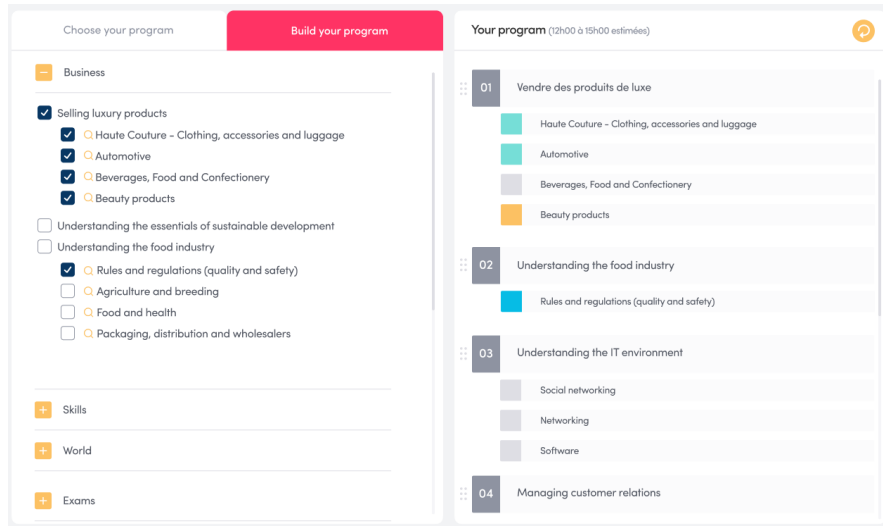 Choose your program
Build your program
Business
Selling luxury products
Haute Couture - Clothing, accessories and luggage
Automotive
Beverages, Food and Confectionery
Beauty products
Understanding the essentials of sustainable development
Understanding the food industry
Rules and regulations (quality and safety)
Agriculture and breeding
Food and health
Packaging, distribution and wholesalers
Skills
World
Exams
Your program (12h00 à 15h00 estimées)
01 Vendre des produits de luxe
Haute Couture - Clothing, accessories and luggage
Automotive
Beverages, Food and Confectionery
Beauty products
02 Understanding the food industry
Rules and regulations (quality and safety)
03 Understanding the IT environment
Social networking
Networking
Software
04 Managing customer relations